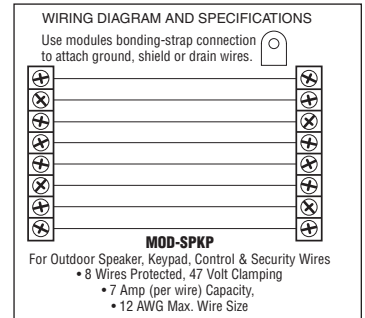 WIRING DIAGRAM AND SPECIFICATIONS
Use modules bonding-strap connection
to attach ground, shield or drain wires.
MOD-SPKP
For Outdoor Speaker, Keypad, Control & Security Wires
• 8 Wires Protected, 47 Volt Clamping
• 7 Amp (per wire) Capacity,
• 12 AWG Max. Wire Size